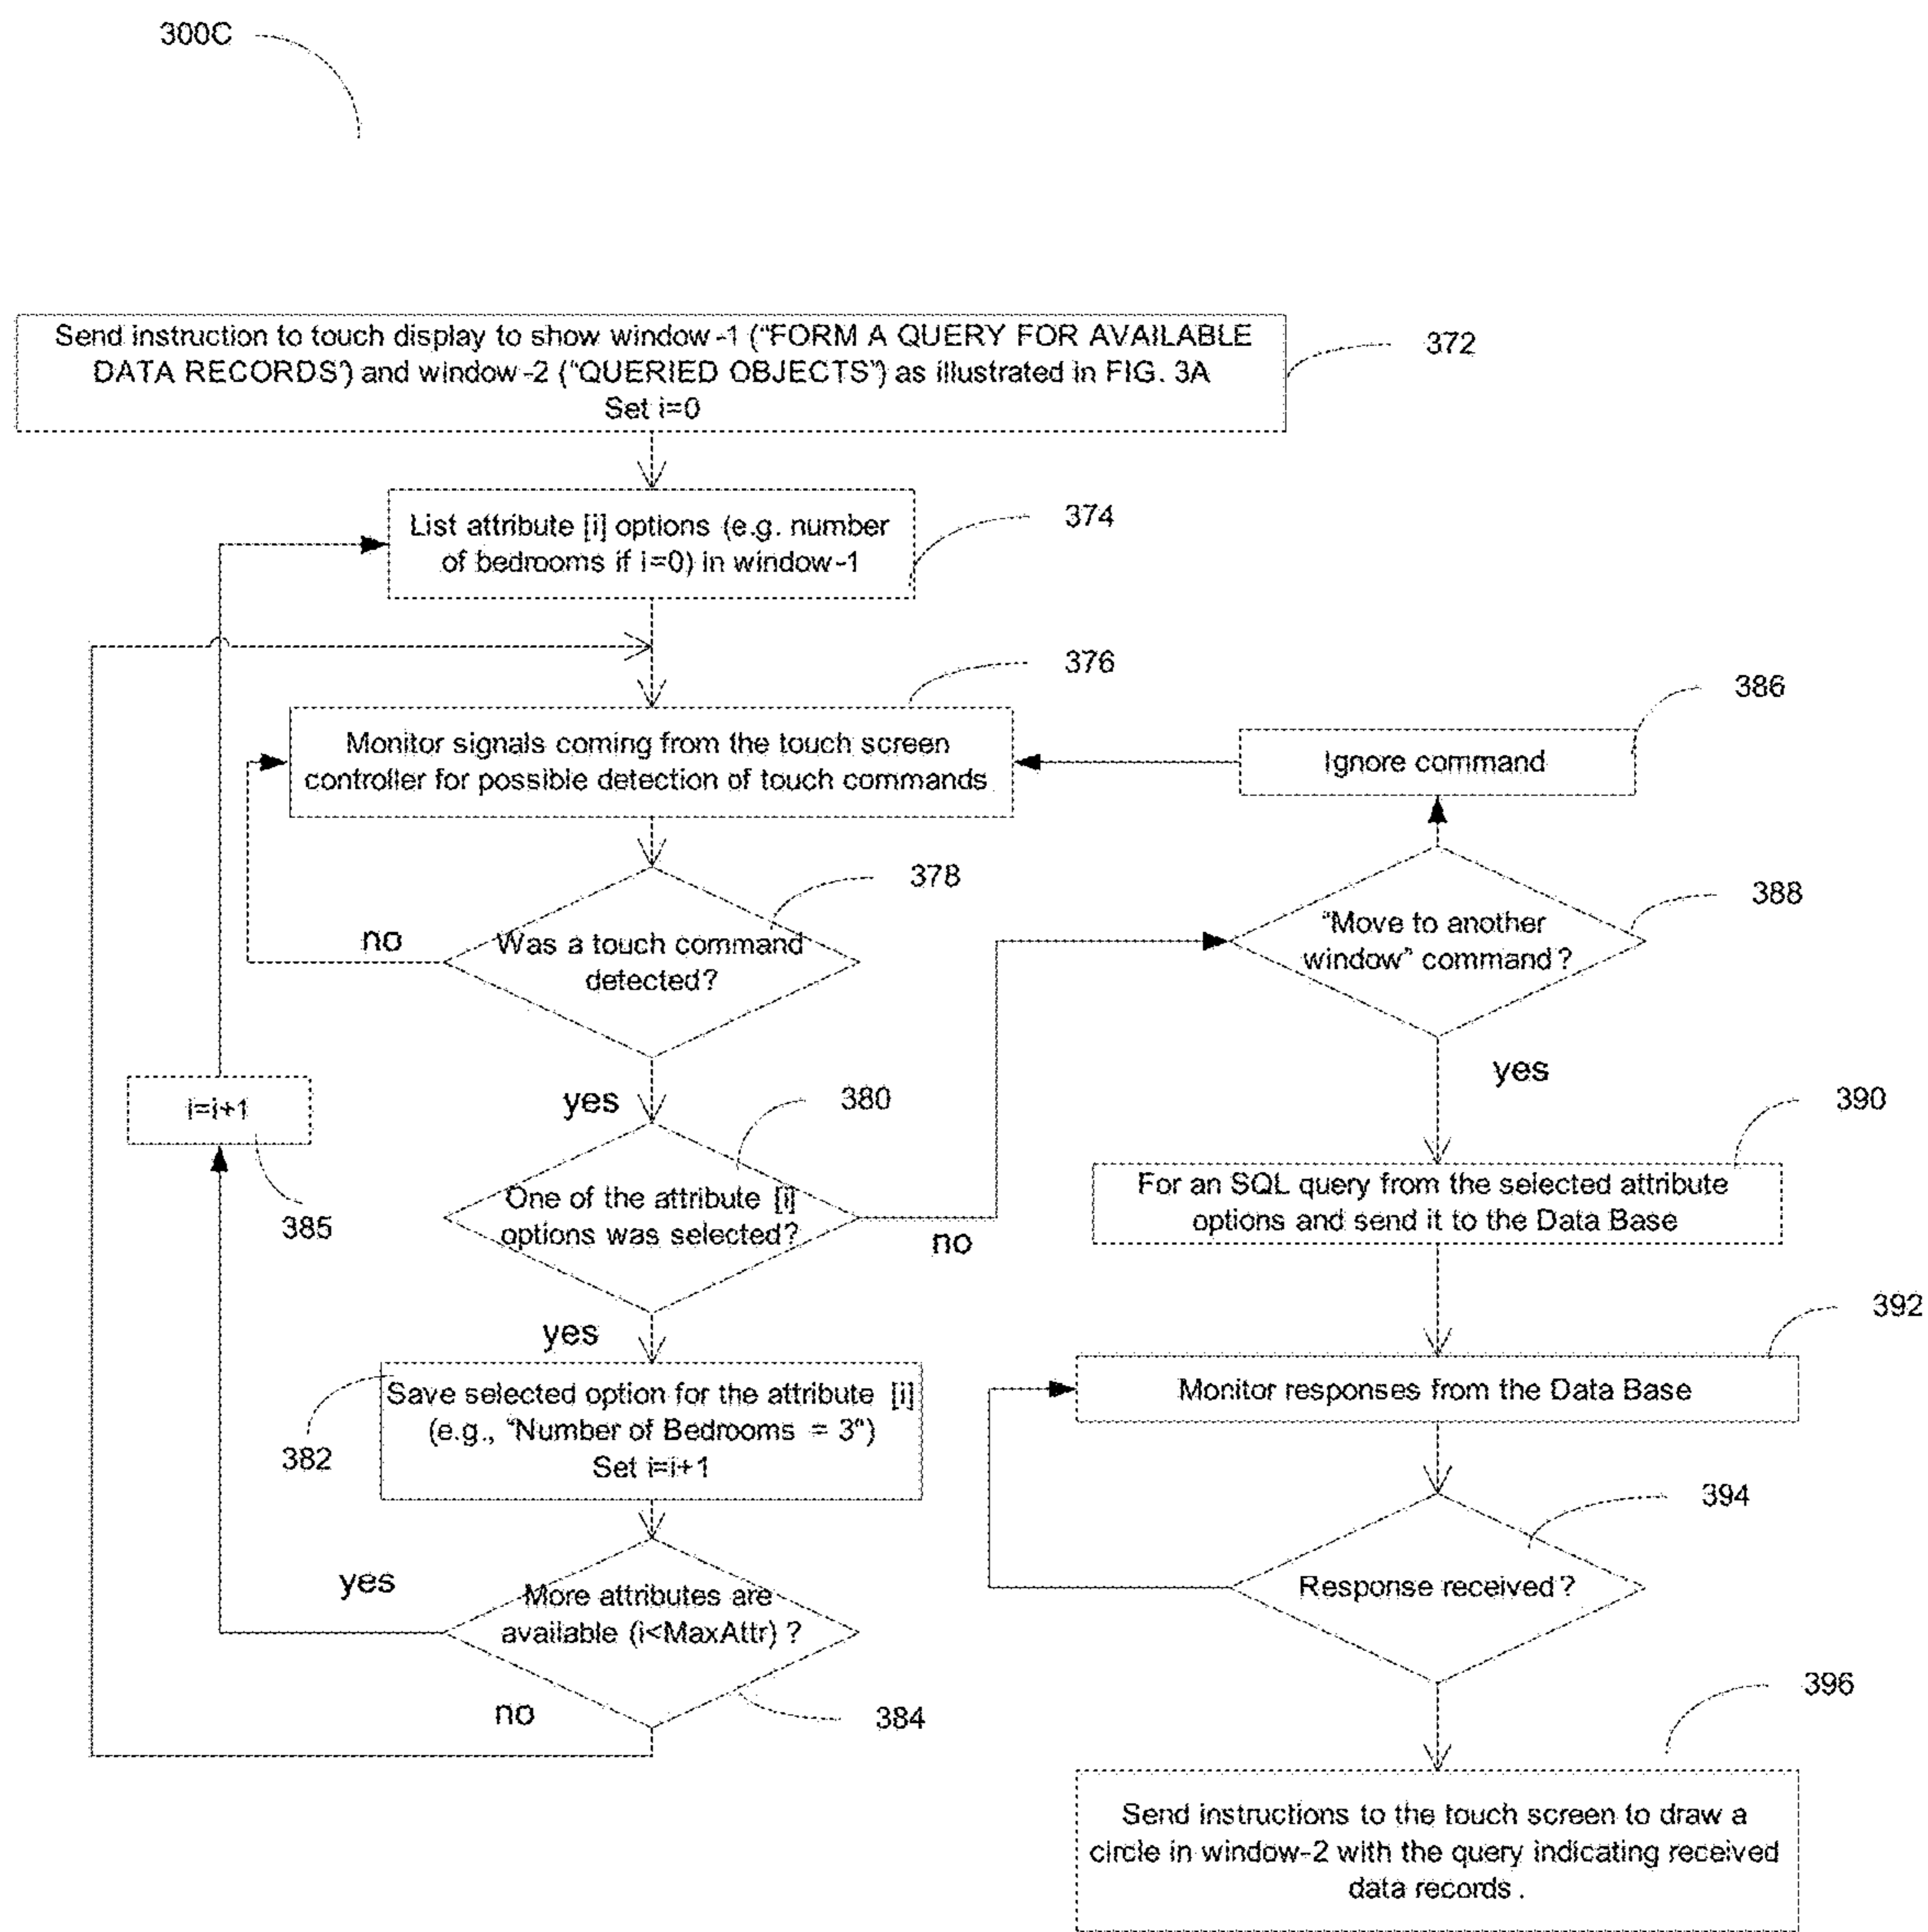 300C
Send instruction to touch display to show window-1 ("FORM A QUERY FOR AVAILABLE
DATA RECORDS") and window-2 ("QUERIED OBJECTS") as illustrated in FIG. 3A
Set i=0
372
List attribute [i] options (e.g. number
of bedrooms if i=0) in window-1
374
376
Monitor signals coming from the touch screen
controller for possible detection of touch commands
386
Ignore command
378
Was a touch command
detected?
no
388
"Move to another
window" command?
yes
yes
i=i+1
385
380
One of the attribute [i]
options was selected?
no
390
For an SQL query from the selected attribute
options and send it to the Data Base
yes
392
Monitor responses from the Data Base
Save selected option for the attribute [i]
(e.g., "Number of Bedrooms = 3")
Set i=i+1
382
394
Response received?
yes
More attributes are
available (i<MaxAttr) ?
no
384
396
Send instructions to the touch screen to draw a
circle in window-2 with the query indicating received
data records.